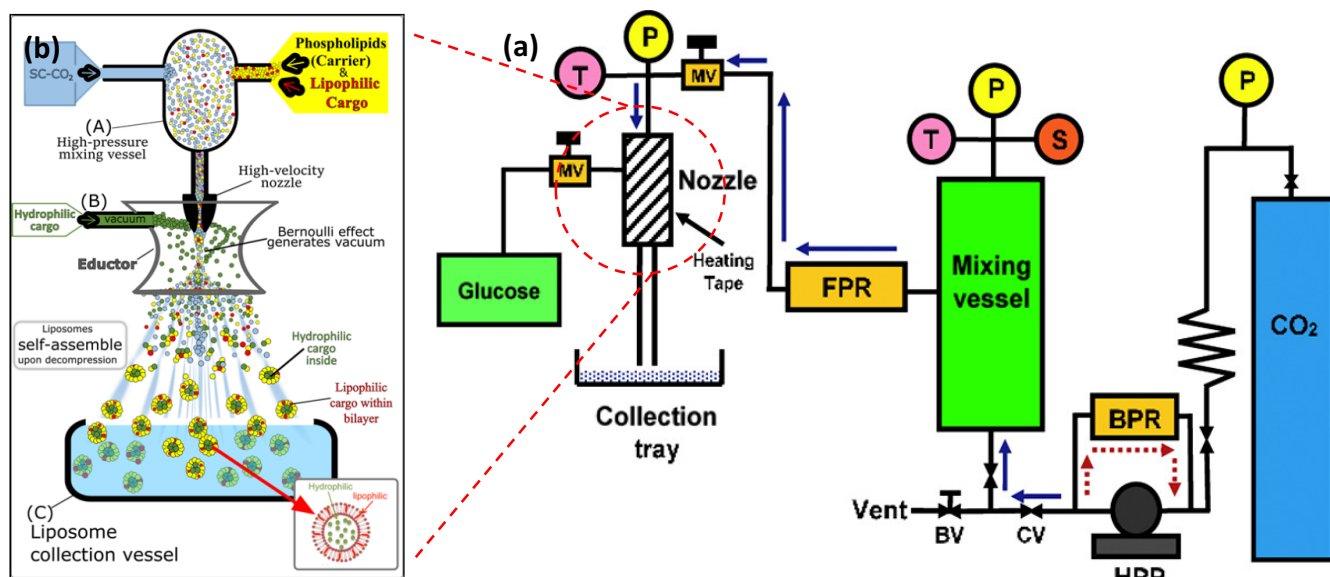 (b)
SC-CO₂
Phospholipids
(Carrier)
&
Lipophilic
Cargo
(A)
High-pressure
mixing vessel
High-velocity
nozzle
(B)
Hydrophilic
cargo
vacuum
Bernoulli effect
generates vacuum
Eductor
Liposomes
self-assemble
upon decompression
Hydrophilic
cargo
inside
Lipophilic
cargo within
bilayer
(C)
Liposome
collection vessel
Hydrophilic
lipophilic
(a)
P
T
MV
MV
Nozzle
Heating
Tape
Glucose
Collection
tray
FPR
P
T
S
Mixing
vessel
P
CO₂
BPR
Vent
BV
CV
HPP